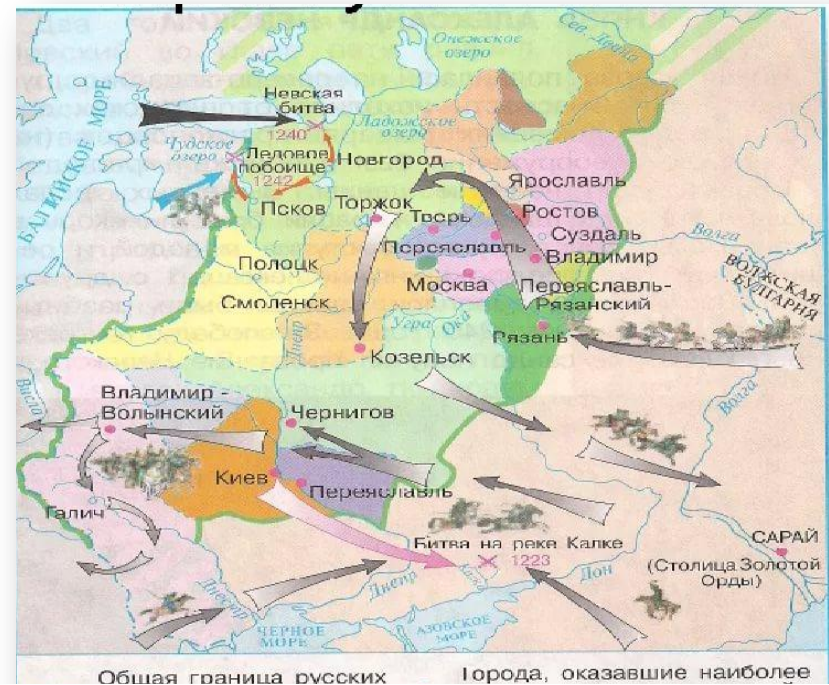 Онежское
озеро
Сев. Двина
Невская
битва
1240
Ладожское
озеро
Чудское
озеро
Ледовое
побоище
1242
Новгород
БАЛТИЙСКОЕ МОРЕ
Псков
Торжок
Тверь
Ярославль
Ростов
Суздаль
Переяславль
Владимир
Волга
ВОЛЖСКАЯ
БУЛГАРИЯ
Полоцк
Москва
Переяславль-
Рязанский
Смоленск
Угра
Ока
Рязань
Днепр
Козельск
Висла
Владимир -
Волынский
Чернигов
Волга
Киев
Переяславль
Галич
Битва на реке Калке
1223
САРАЙ
(Столица Золотой
Орды)
Днестр
Днепр
Дон
ЧЕРНОЕ
МОРЕ
АЗОВСКОЕ
МОРЕ
Общая граница русских
Города, оказавшие наиболее